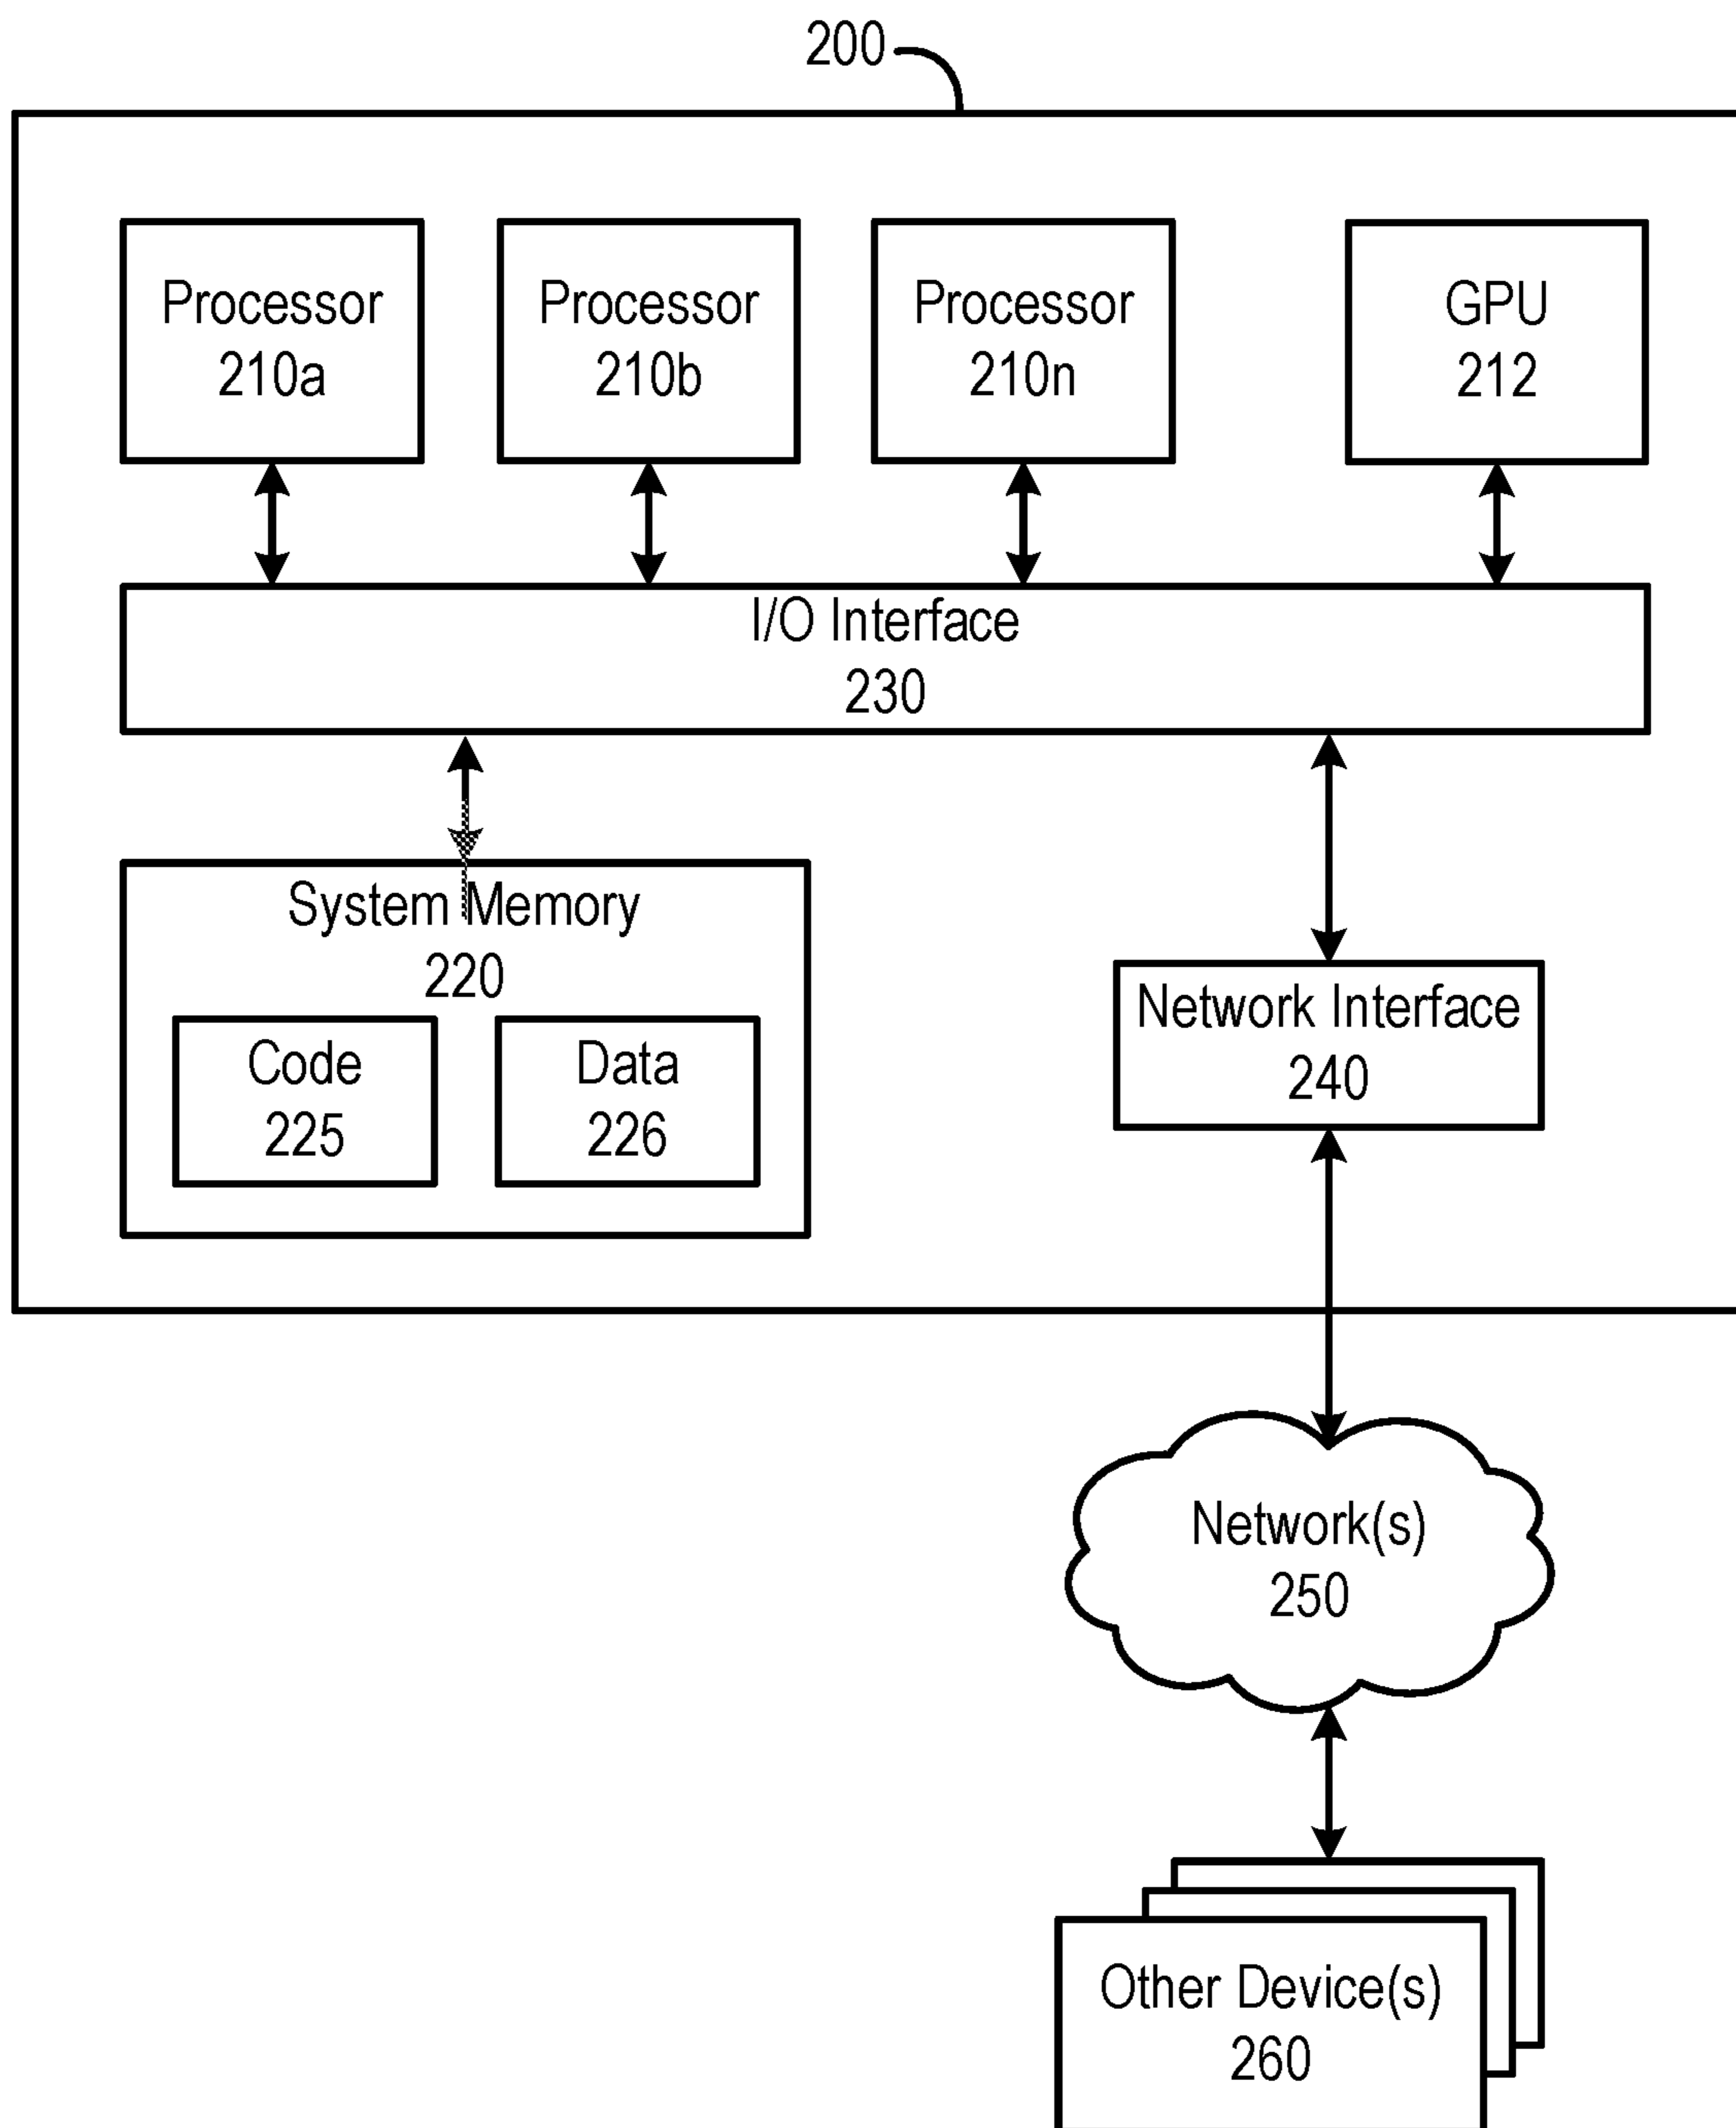 200
Processor
210a
Processor
210b
Processor
210n
GPU
212
I/O Interface
230
System Memory
220
Code
225
Data
226
Network Interface
240
Network(s)
250
Other Device(s)
260